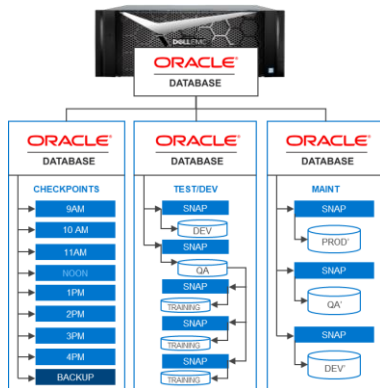 DELLEMC
ORACLE®
DATABASE
ORACLE®
DATABASE
CHECKPOINTS
9AM
10 AM
11AM
NOON
1PM
2PM
3PM
4PM
BACKUP
ORACLE®
DATABASE
TEST/DEV
SNAP
DEV
SNAP
QA
SNAP
TRAINING
SNAP
TRAINING
SNAP
TRAINING
ORACLE®
DATABASE
MAINT
SNAP
PROD'
SNAP
QA'
SNAP
DEV'